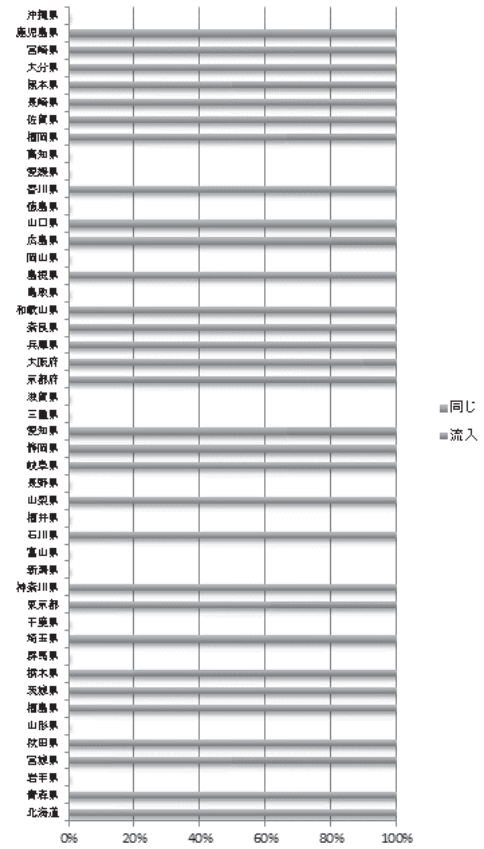 沖縄県
鹿児島県
宮崎県
大分県
熊本県
長崎県
佐賀県
福岡県
高知県
愛媛県
香川県
徳島県
山口県
広島県
岡山県
島根県
鳥取県
和歌山県
奈良県
兵庫県
大阪府
京都府
滋賀県
三重県
愛知県
静岡県
岐阜県
長野県
山梨県
福井県
石川県
富山県
新潟県
神奈川県
東京都
千葉県
埼玉県
群馬県
栃木県
茨城県
福島県
山形県
秋田県
宮城県
岩手県
青森県
北海道
0% 20% 40% 60% 80% 100%
同じ
流入